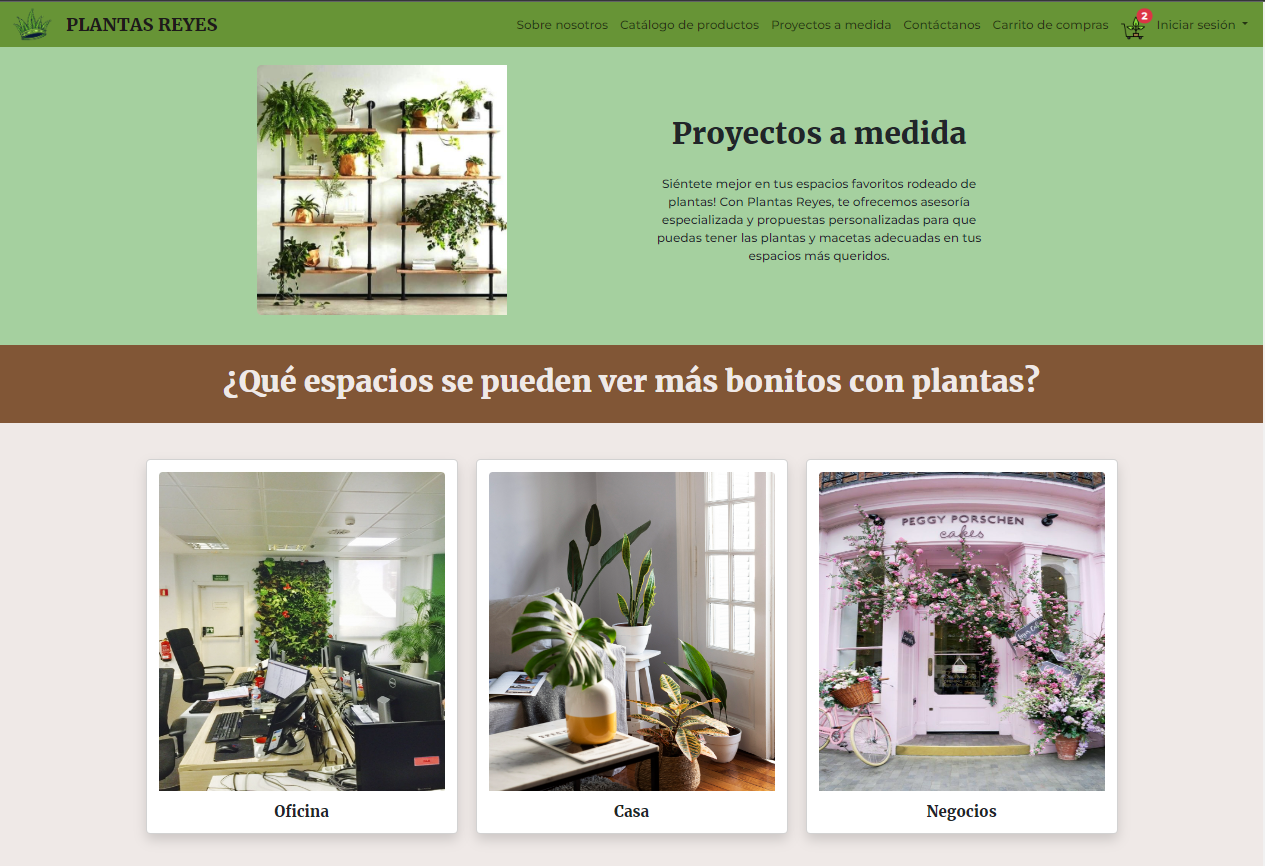 PLANTAS REYES
Sobre nosotros Catálogo de productos Proyectos a medida Contáctanos Carrito de compras 2 Iniciar sesión
Proyectos a medida
Siéntete mejor en tus espacios favoritos rodeado de
plantas! Con Plantas Reyes, te ofrecemos asesoría
especializada y propuestas personalizadas para que
puedas tener las plantas y macetas adecuadas en tus
espacios más queridos.
¿Qué espacios se pueden ver más bonitos con plantas?
PEGGY PORSCHEN
cakes
Oficina
Casa
Negocios